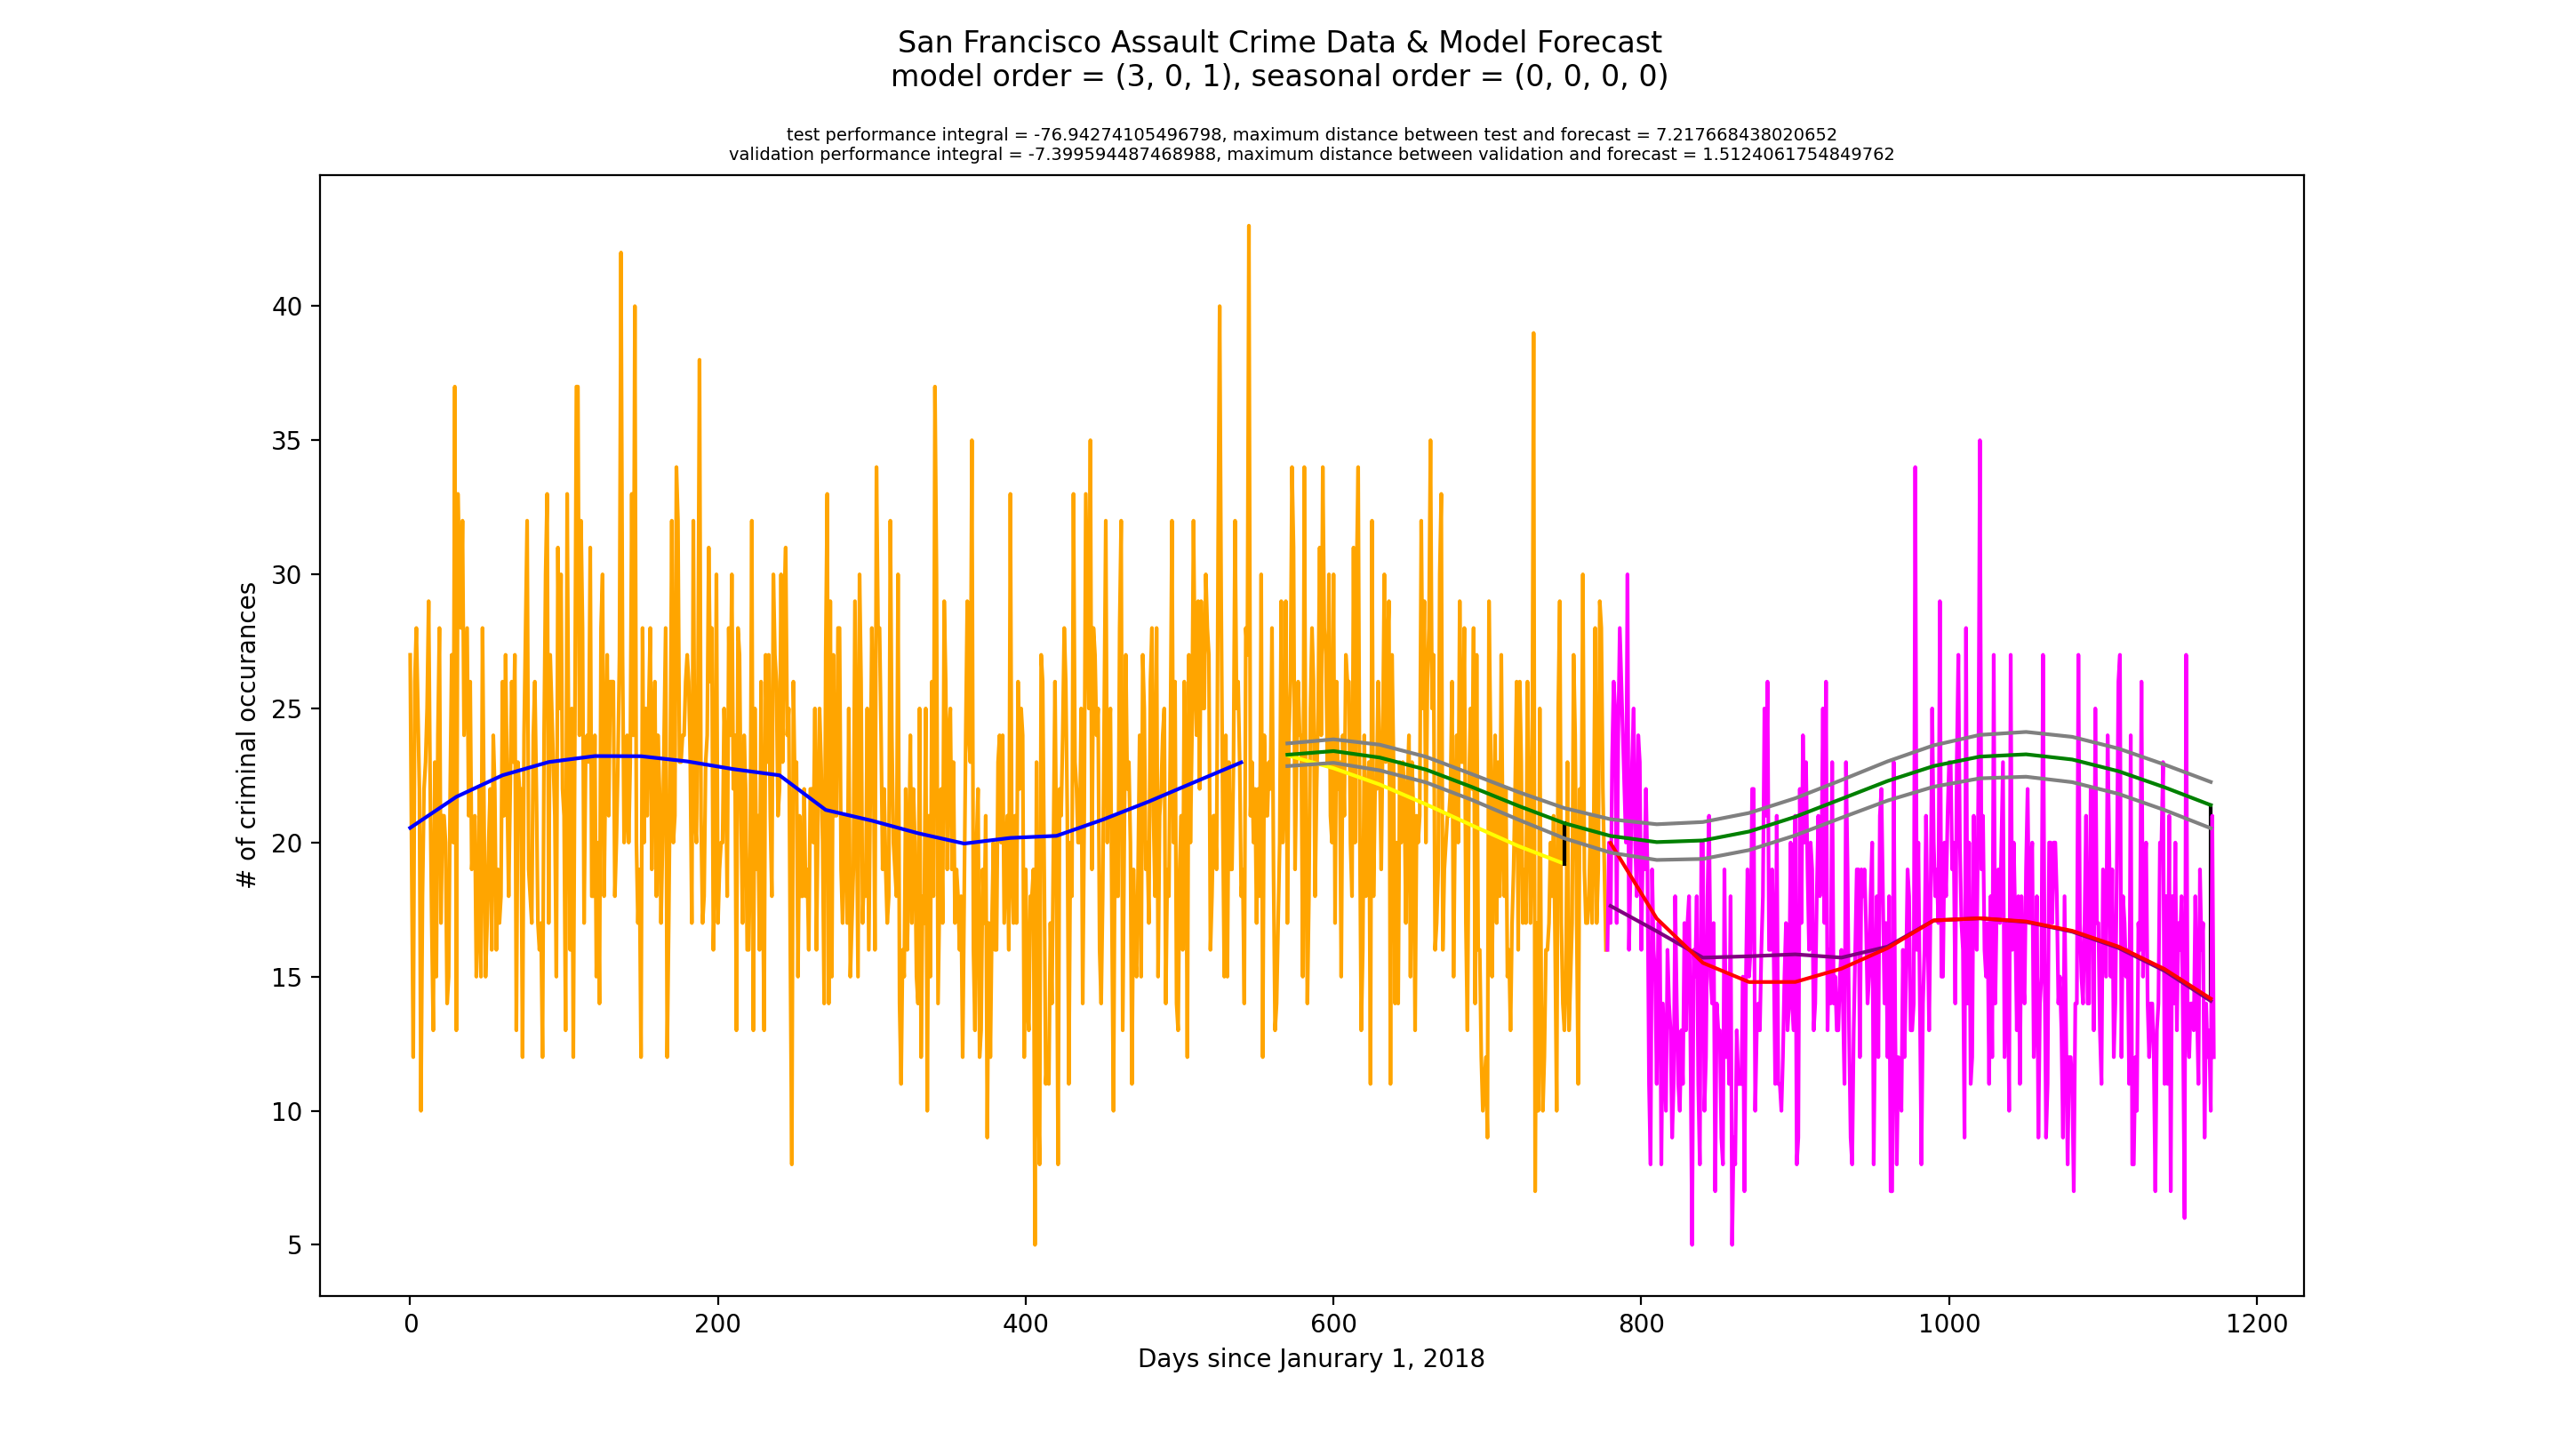 San Francisco Assault Crime Data & Model Forecast
model order = (3, 0, 1), seasonal order = (0, 0, 0, 0)
test performance integral = -76.94274105496798, maximum distance between test and forecast = 7.217668438020652
validation performance integral = -7.399594487468988, maximum distance between validation and forecast = 1.5124061754849762
# of criminal occurances
40
35
30
25
20
15
10
5
0 200 400 600 800 1000 1200
Days since Janurary 1, 2018